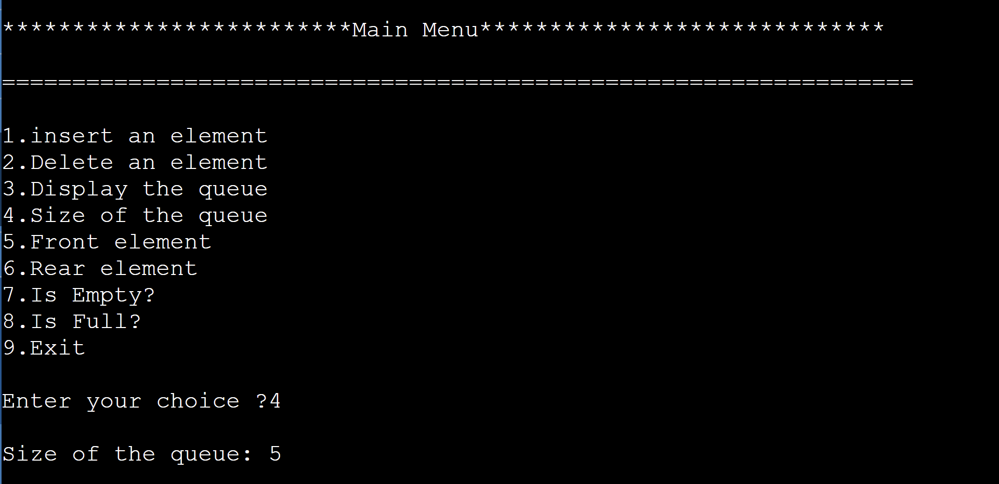 *************************Main Menu*****************************
=================================================================
1.insert an element
2.Delete an element
3.Display the queue
4.Size of the queue
5.Front element
6.Rear element
7.Is Empty?
8.Is Full?
9.Exit
Enter your choice ?4
Size of the queue: 5